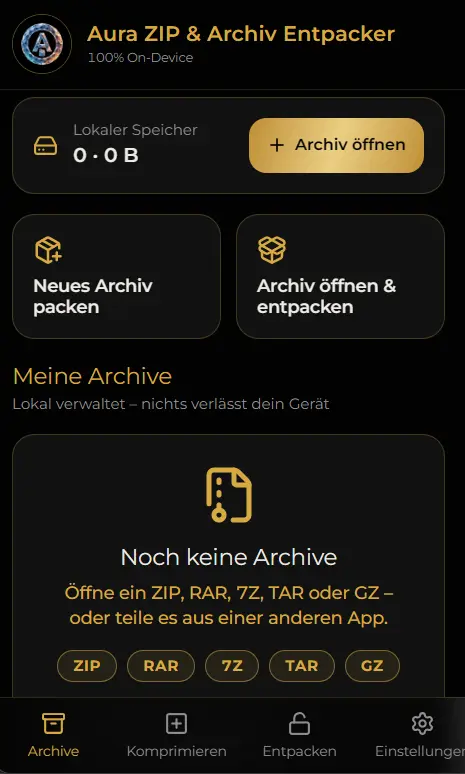 Aura ZIP & Archiv Entpacker
100% On-Device
Lokaler Speicher
0 · 0 B
Archiv öffnen
Neues Archiv
packen
Archiv öffnen &
entpacken
Meine Archive
Lokal verwaltet – nichts verlässt dein Gerät
Noch keine Archive
Öffne ein ZIP, RAR, 7Z, TAR oder GZ –
oder teile es aus einer anderen App.
ZIP RAR 7Z TAR GZ
Archive Komprimieren Entpacken Einstellungen